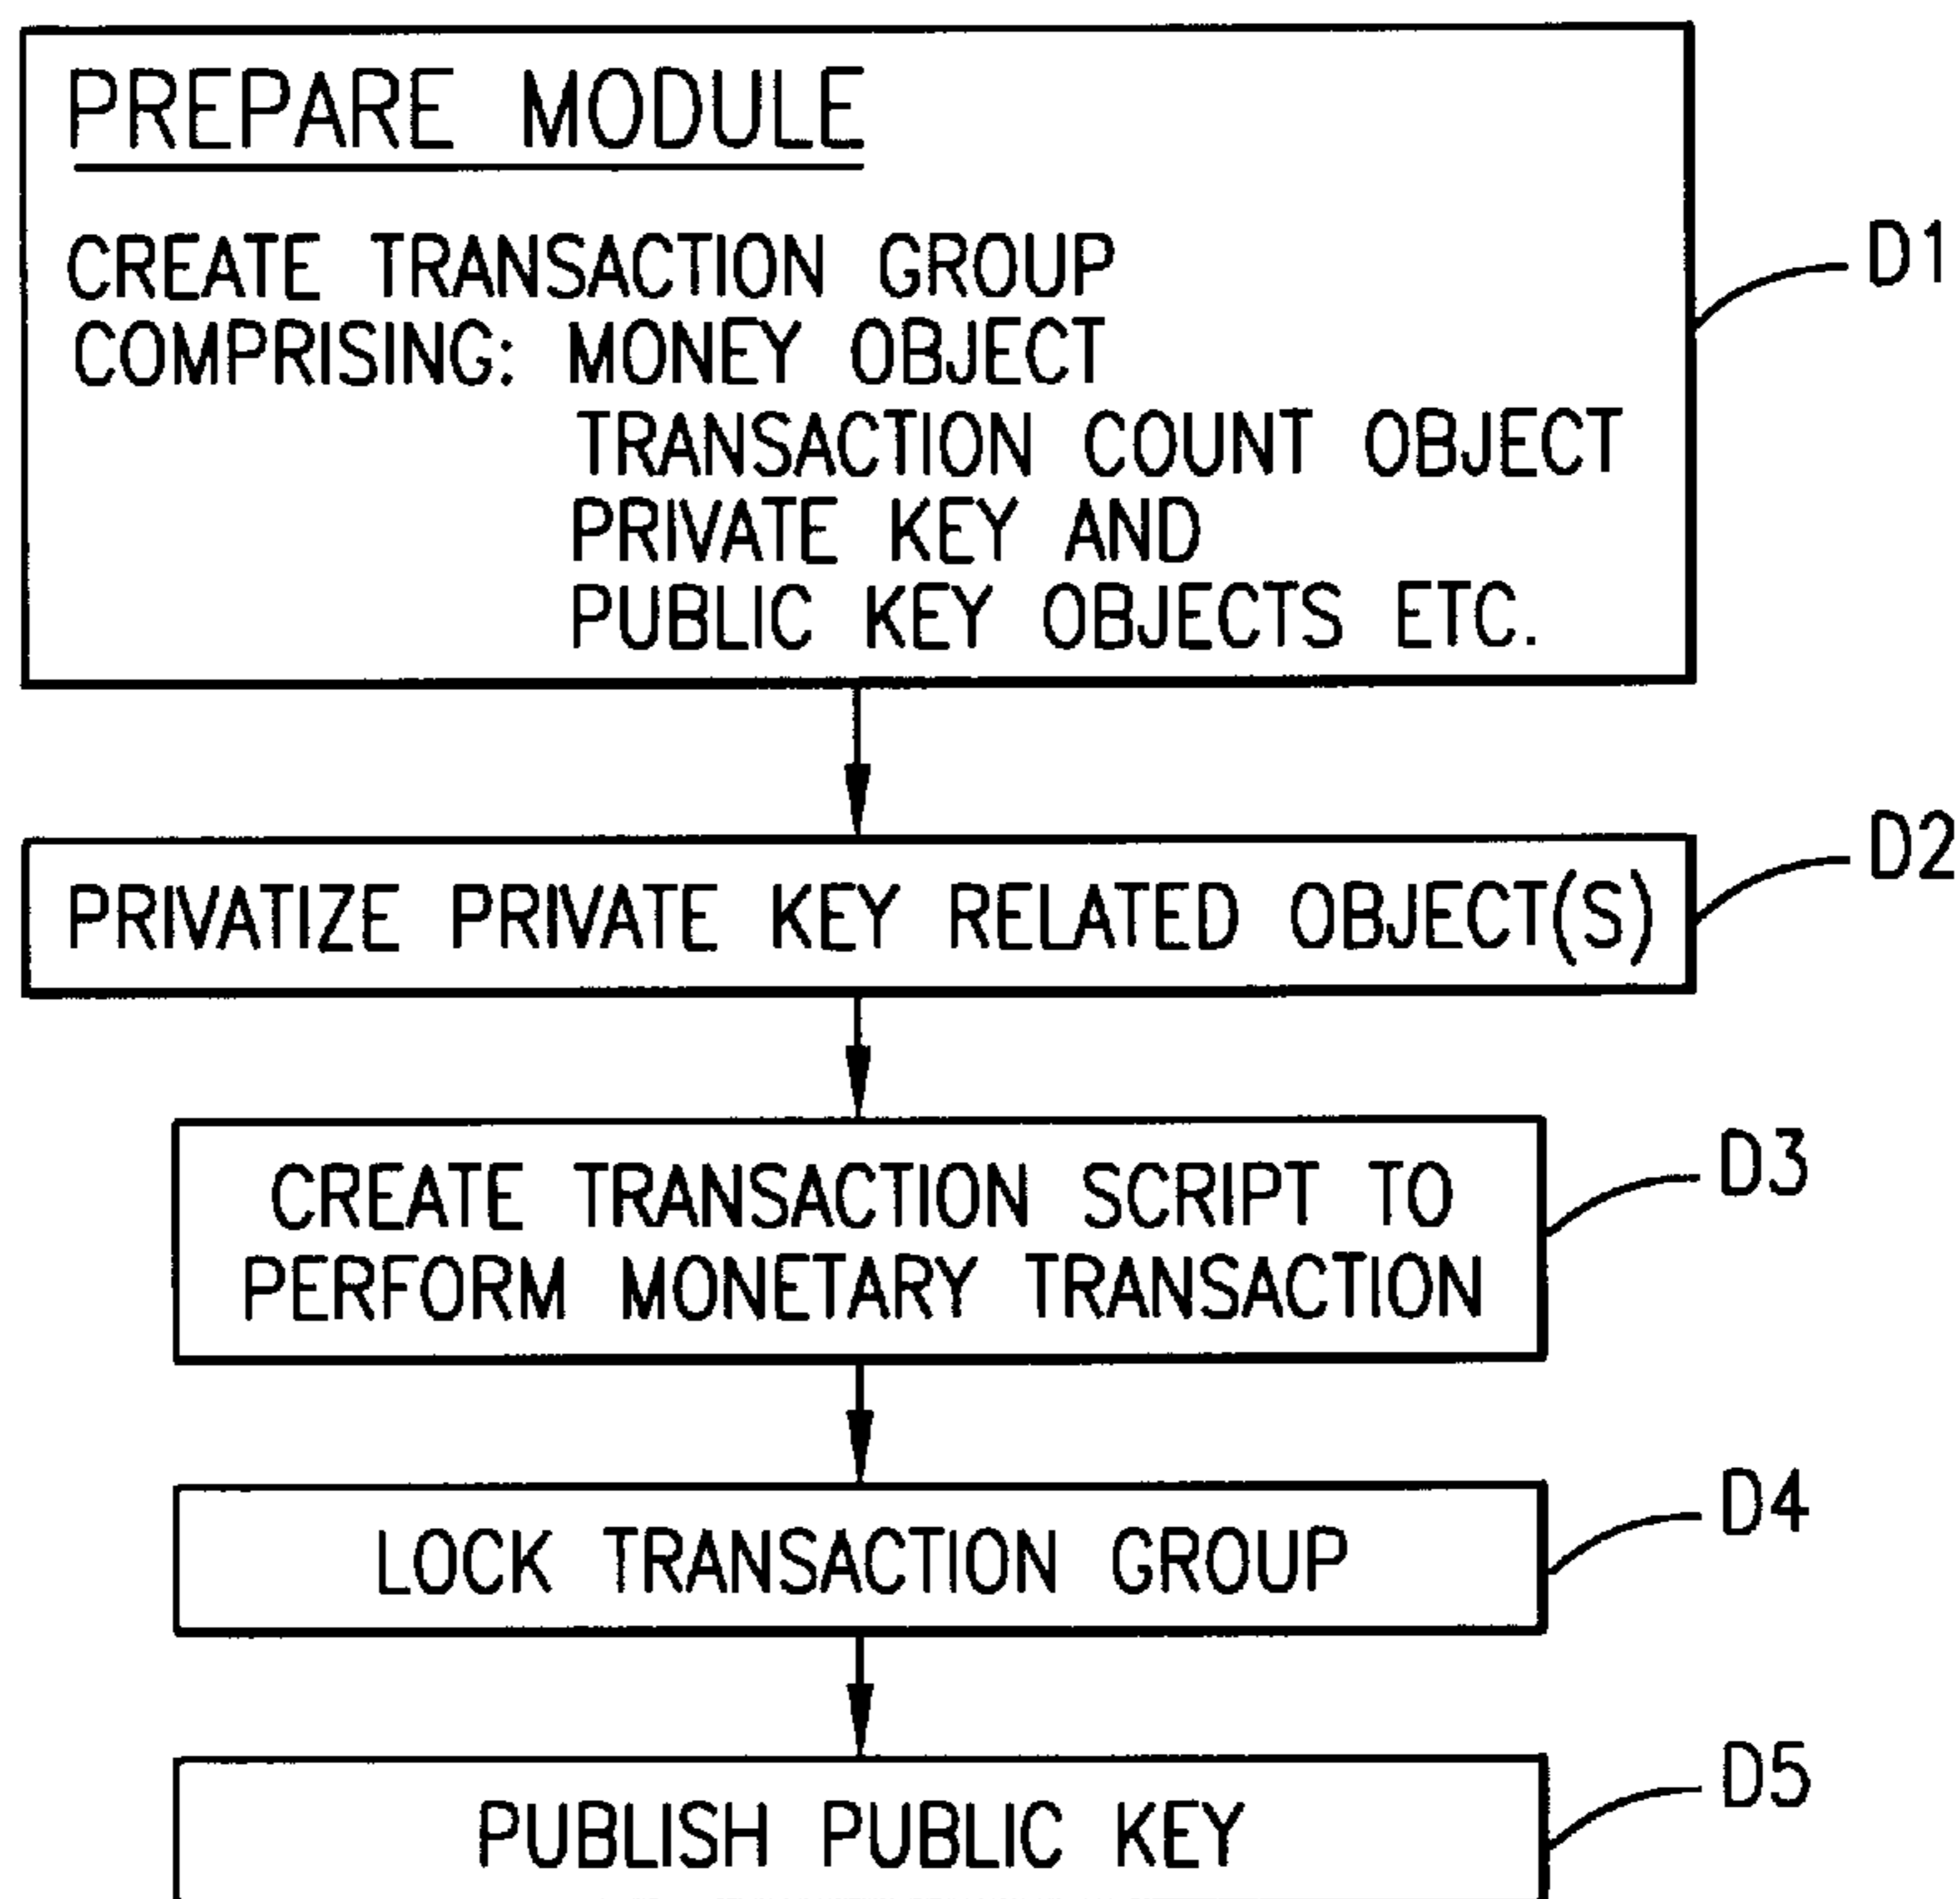 PREPARE MODULE
CREATE TRANSACTION GROUP
COMPRISING: MONEY OBJECT
TRANSACTION COUNT OBJECT
PRIVATE KEY AND
PUBLIC KEY OBJECTS ETC.
D1
PRIVATIZE PRIVATE KEY RELATED OBJECT(S)
D2
CREATE TRANSACTION SCRIPT TO
PERFORM MONETARY TRANSACTION
D3
LOCK TRANSACTION GROUP
D4
PUBLISH PUBLIC KEY
D5